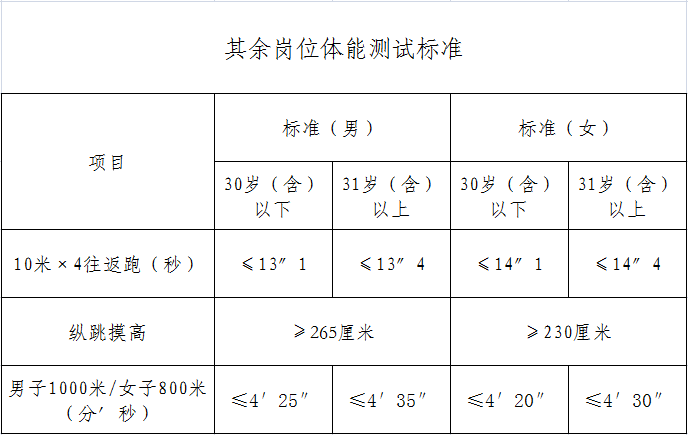 其余岗位体能测试标准
项目
标准（男）
标准（女）
30岁（含）
以下
31岁（含）
以上
30岁（含）
以下
31岁（含）
以上
10米×4往返跑（秒）
≤13″1
≤13″4
≤14″1
≤14″4
纵跳摸高
≥265厘米
≥230厘米
男子1000米/女子800米
（分′秒）
≤4′25″
≤4′35″
≤4′20″
≤4′30″